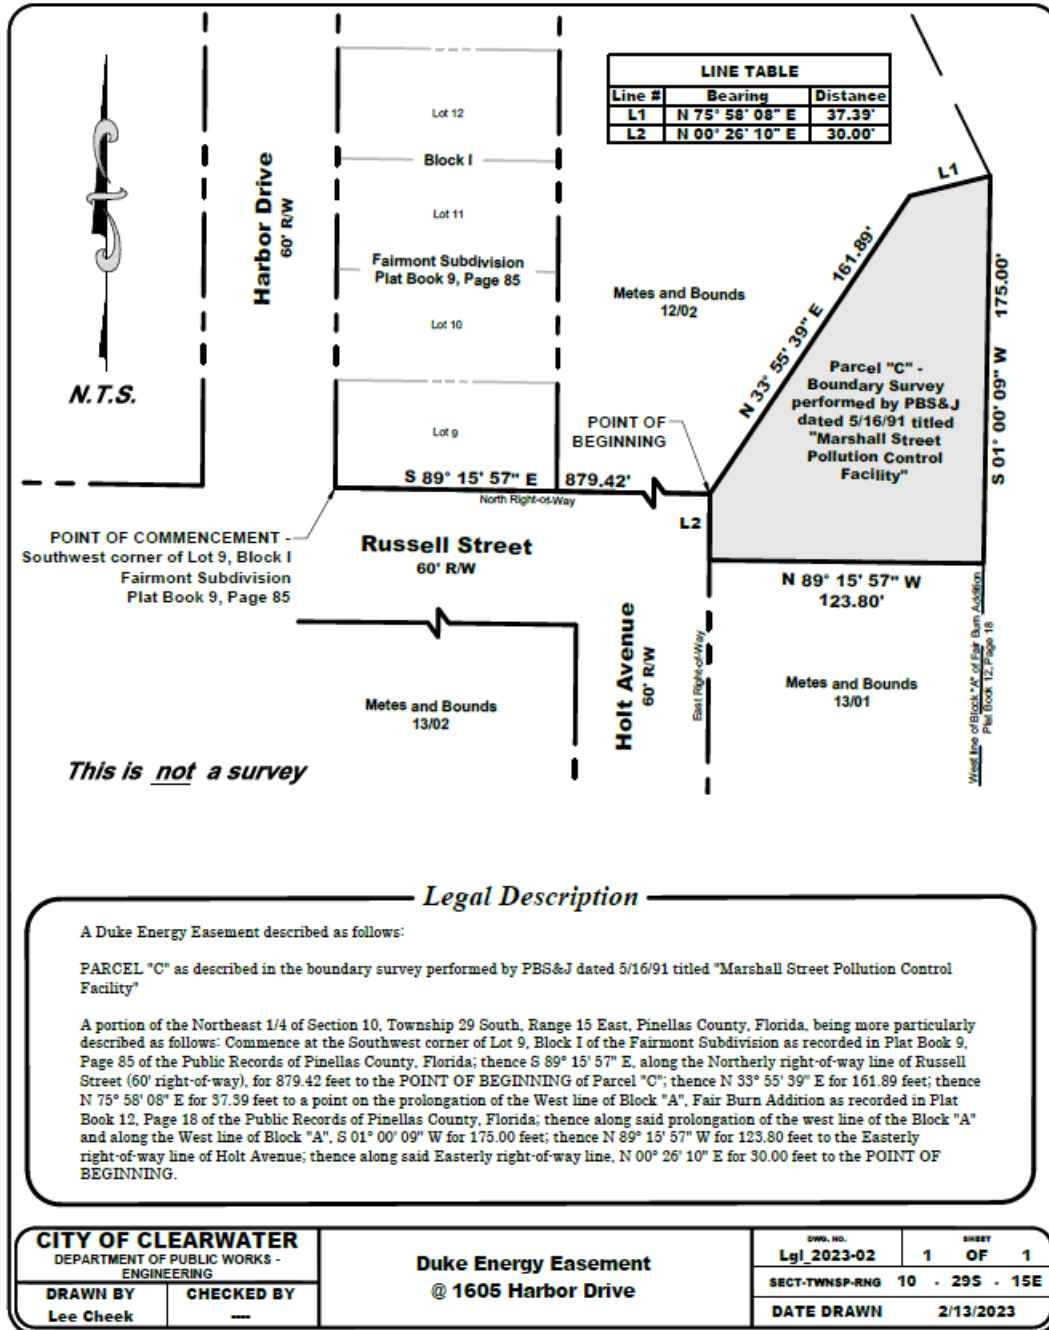 LINE TABLE
Line # Bearing Distance
L1 N 75° 58' 08" E 37.39'
L2 N 00° 26' 10" E 30.00'
Lot 12
Block I
Lot 11
Fairmont Subdivision
Plat Book 9, Page 85
Lot 10
Lot 9
Harbor Drive
60' R/W
N.T.S.
Metes and Bounds
12/02
L1
N 33° 55' 39" E 161.89'
S 01° 00' 09" W 175.00'
Parcel "C" -
Boundary Survey
performed by PBS&J
dated 5/16/91 titled
"Marshall Street
Pollution Control
Facility"
POINT OF
BEGINNING
S 89° 15' 57" E 879.42'
North Right-of-Way
L2
POINT OF COMMENCEMENT -
Southwest corner of Lot 9, Block I
Fairmont Subdivision
Plat Book 9, Page 85
Russell Street
60' R/W
N 89° 15' 57" W
123.80'
Holt Avenue
60' R/W
East Right-of-Way
West line of Block "A" of Fair Burn Addition
Plat Book 12, Page 18
Metes and Bounds
13/02
Metes and Bounds
13/01
This is not a survey
Legal Description
A Duke Energy Easement described as follows:
PARCEL "C" as described in the boundary survey performed by PBS&J dated 5/16/91 titled "Marshall Street Pollution Control
Facility"
A portion of the Northeast 1/4 of Section 10, Township 29 South, Range 15 East, Pinellas County, Florida, being more particularly
described as follows: Commence at the Southwest corner of Lot 9, Block I of the Fairmont Subdivision as recorded in Plat Book 9,
Page 85 of the Public Records of Pinellas County, Florida; thence S 89° 15' 57" E, along the Northerly right-of-way line of Russell
Street (60' right-of-way), for 879.42 feet to the POINT OF BEGINNING of Parcel "C"; thence N 33° 55' 39" E for 161.89 feet; thence
N 75° 58' 08" E for 37.39 feet to a point on the prolongation of the West line of Block "A", Fair Burn Addition as recorded in Plat
Book 12, Page 18 of the Public Records of Pinellas County, Florida; thence along said prolongation of the west line of the Block "A"
and along the West line of Block "A", S 01° 00' 09" W for 175.00 feet; thence N 89° 15' 57" W for 123.80 feet to the Easterly
right-of-way line of Holt Avenue; thence along said Easterly right-of-way line, N 00° 26' 10" E for 30.00 feet to the POINT OF
BEGINNING.
CITY OF CLEARWATER
DEPARTMENT OF PUBLIC WORKS -
ENGINEERING
DRAWN BY CHECKED BY
Lee Cheek ----
Duke Energy Easement
@ 1605 Harbor Drive
DWG. NO. SHEET
Lgl_2023-02 1 OF 1
SECT-TWNSP-RNG 10 - 29S - 15E
DATE DRAWN 2/13/2023